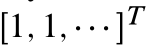 [1, 1, ⋯]^T